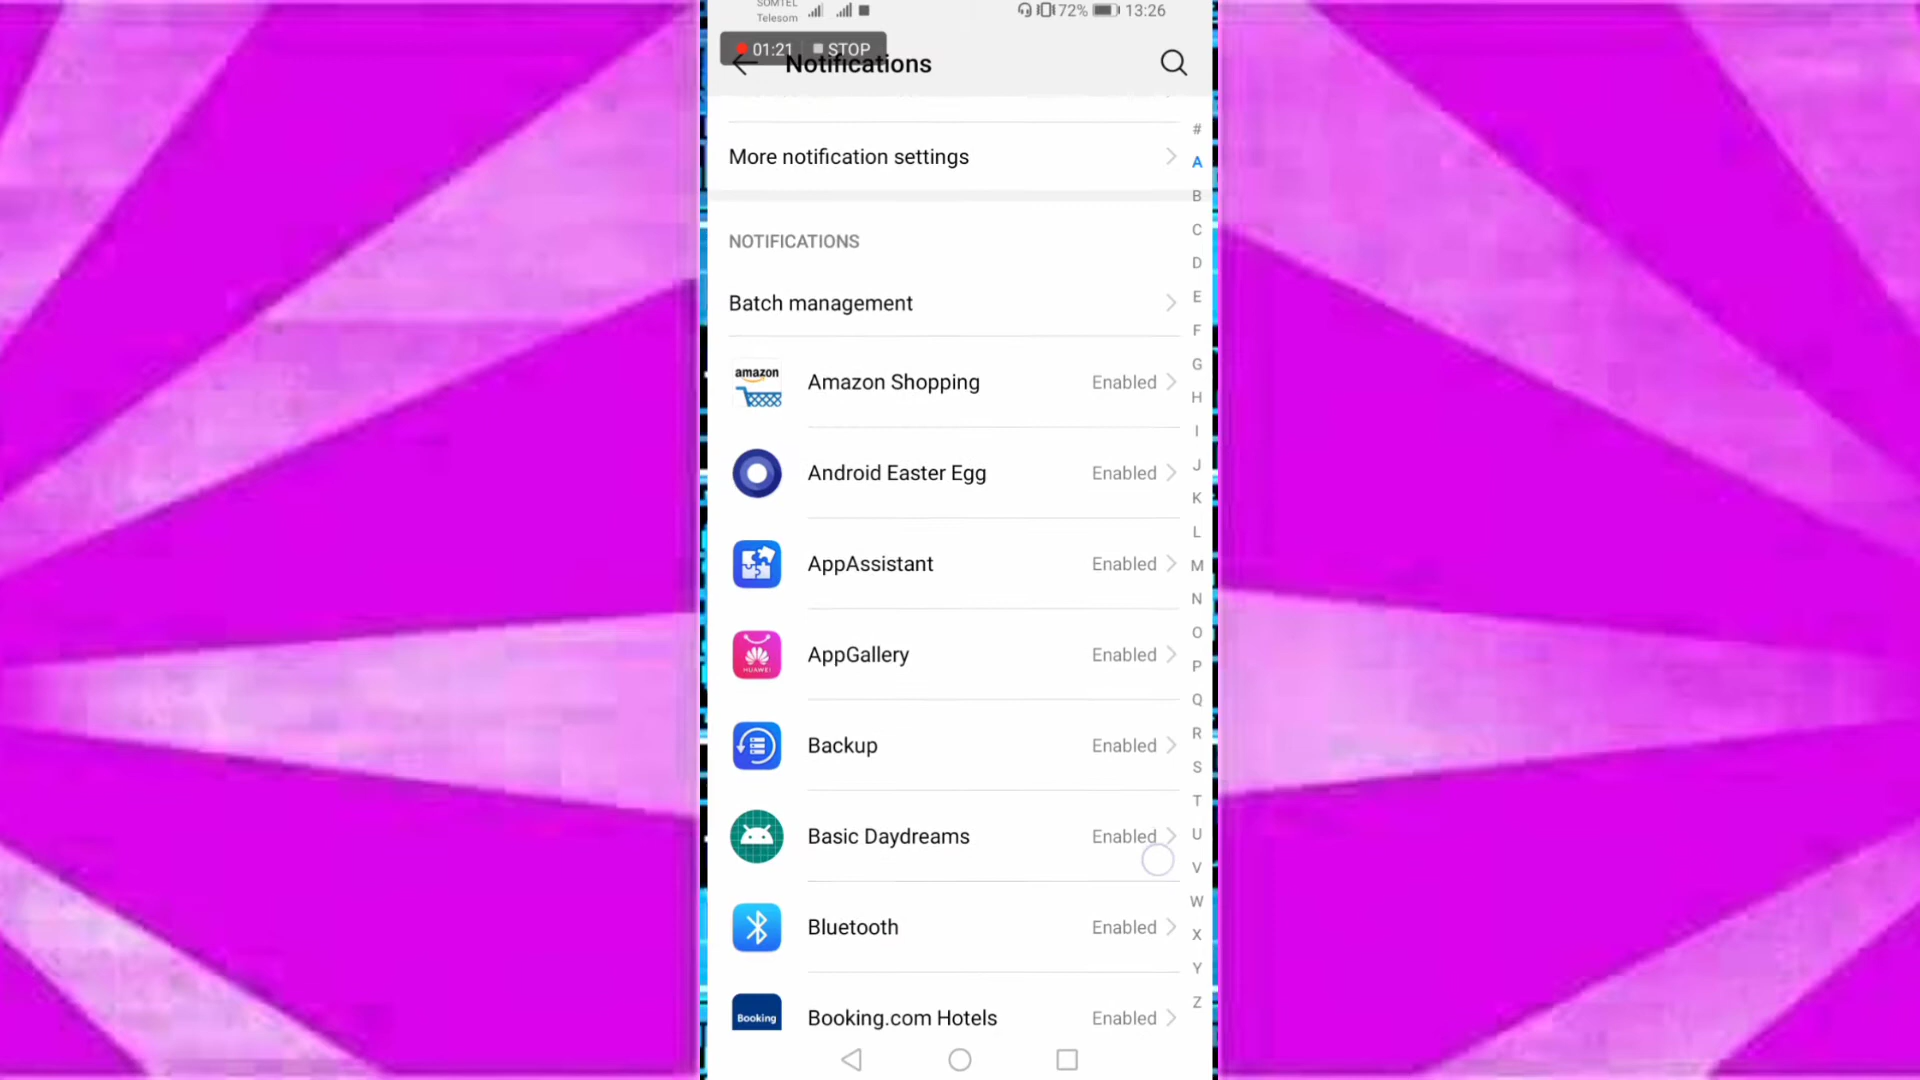 SOMTEL
Telesom
72%
13:26
01:21 STOP
Notifications
More notification settings
NOTIFICATIONS
Batch management
amazon
Amazon Shopping Enabled
Android Easter Egg Enabled
AppAssistant Enabled
HUAWEI
AppGallery Enabled
Backup Enabled
Basic Daydreams Enabled
Bluetooth Enabled
Booking
Booking.com Hotels Enabled
#
A
B
C
D
E
F
G
H
I
J
K
L
M
N
O
P
Q
R
S
T
U
V
W
X
Y
Z